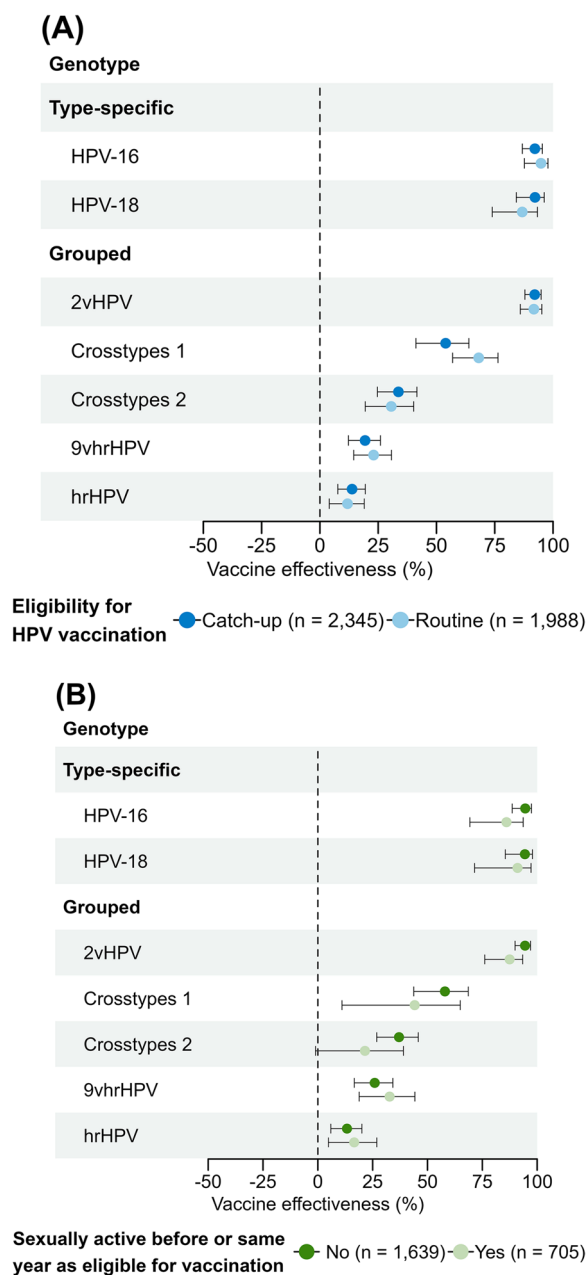 (A)
Genotype
Type-specific
HPV-16
HPV-18
Grouped
2vHPV
Crosstypes 1
Crosstypes 2
9vhrHPV
hrHPV
-50 -25 0 25 50 75 100
Vaccine effectiveness (%)
Eligibility for
HPV vaccination
Catch-up (n = 2,345) Routine (n = 1,988)
(B)
Genotype
Type-specific
HPV-16
HPV-18
Grouped
2vHPV
Crosstypes 1
Crosstypes 2
9vhrHPV
hrHPV
-50 -25 0 25 50 75 100
Vaccine effectiveness (%)
Sexually active before or same
year as eligible for vaccination
No (n = 1,639) Yes (n = 705)